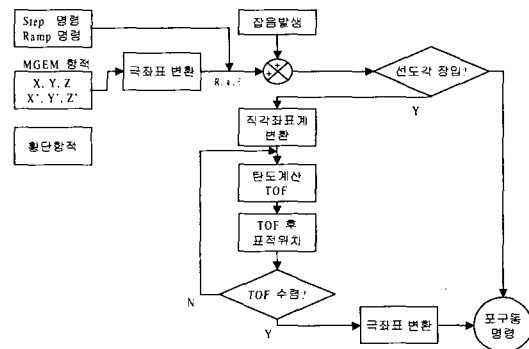 Step 명령
Ramp 명령
잡음발생
MGEM 항적
X, Y, Z
X', Y', Z'
극좌표 변환
+
+
선도각 장입?
Y
횡단항적
직각좌표계
변환
탄도계산
TOF
TOF 후
표적위치
TOF 수렴?
N
Y
극좌표 변환
포구동
명령